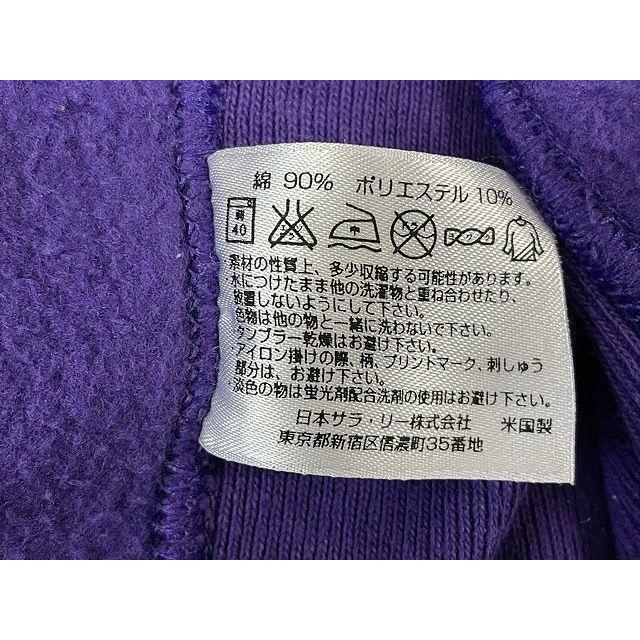 綿 90% ポリエステル 10%
弱
40
中
素材の性質上、多少収縮する可能性があります。
水につけたまま他の洗濯物と重ね合わせたり、
放置しないようにして下さい。
色物は他の物と一緒に洗わないで下さい。
タンブラー乾燥はお避け下さい。
アイロン掛けの際、柄、プリントマーク、刺しゅう
部分は、お避け下さい。
淡色の物は蛍光剤配合洗剤の使用はお避け下さい。
日本サラ・リー株式会社 米国製
東京都新宿区信濃町35番地